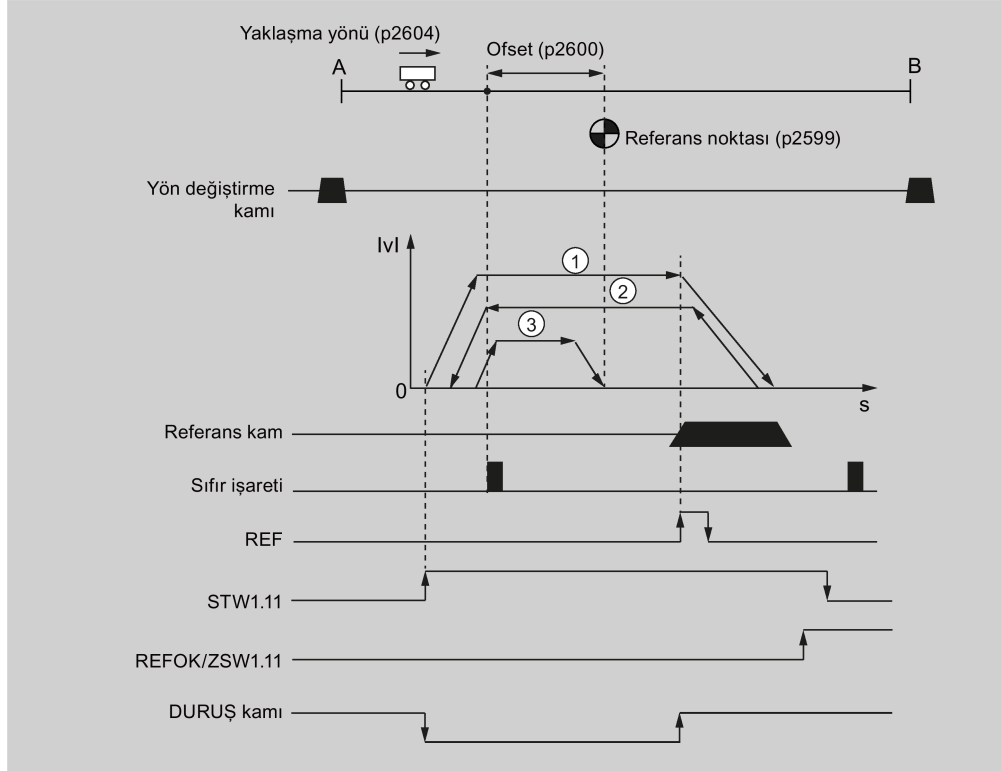 Yaklaşma yönü (p2604)
Ofset (p2600)
A
B
Referans noktası (p2599)
Yön değiştirme
kamı
IvI
1
2
3
0
s
Referans kam
Sıfır işareti
REF
STW1.11
REFOK/ZSW1.11
DURUŞ kamı